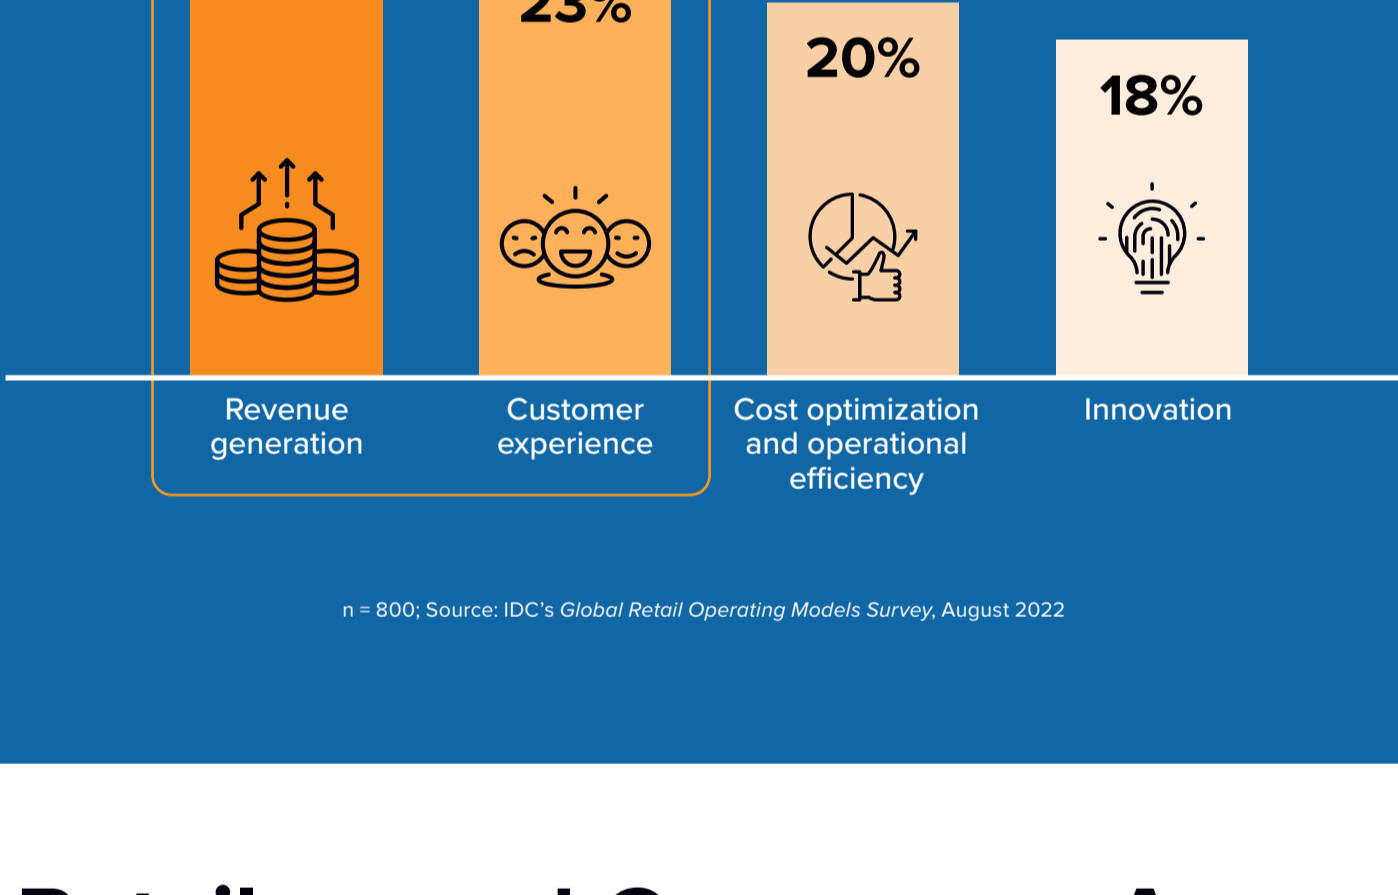 23%
20%
18%
Revenue
generation
Customer
experience
Cost optimization
and operational
efficiency
Innovation
n = 800; Source: IDC’s Global Retail Operating Models Survey, August 2022